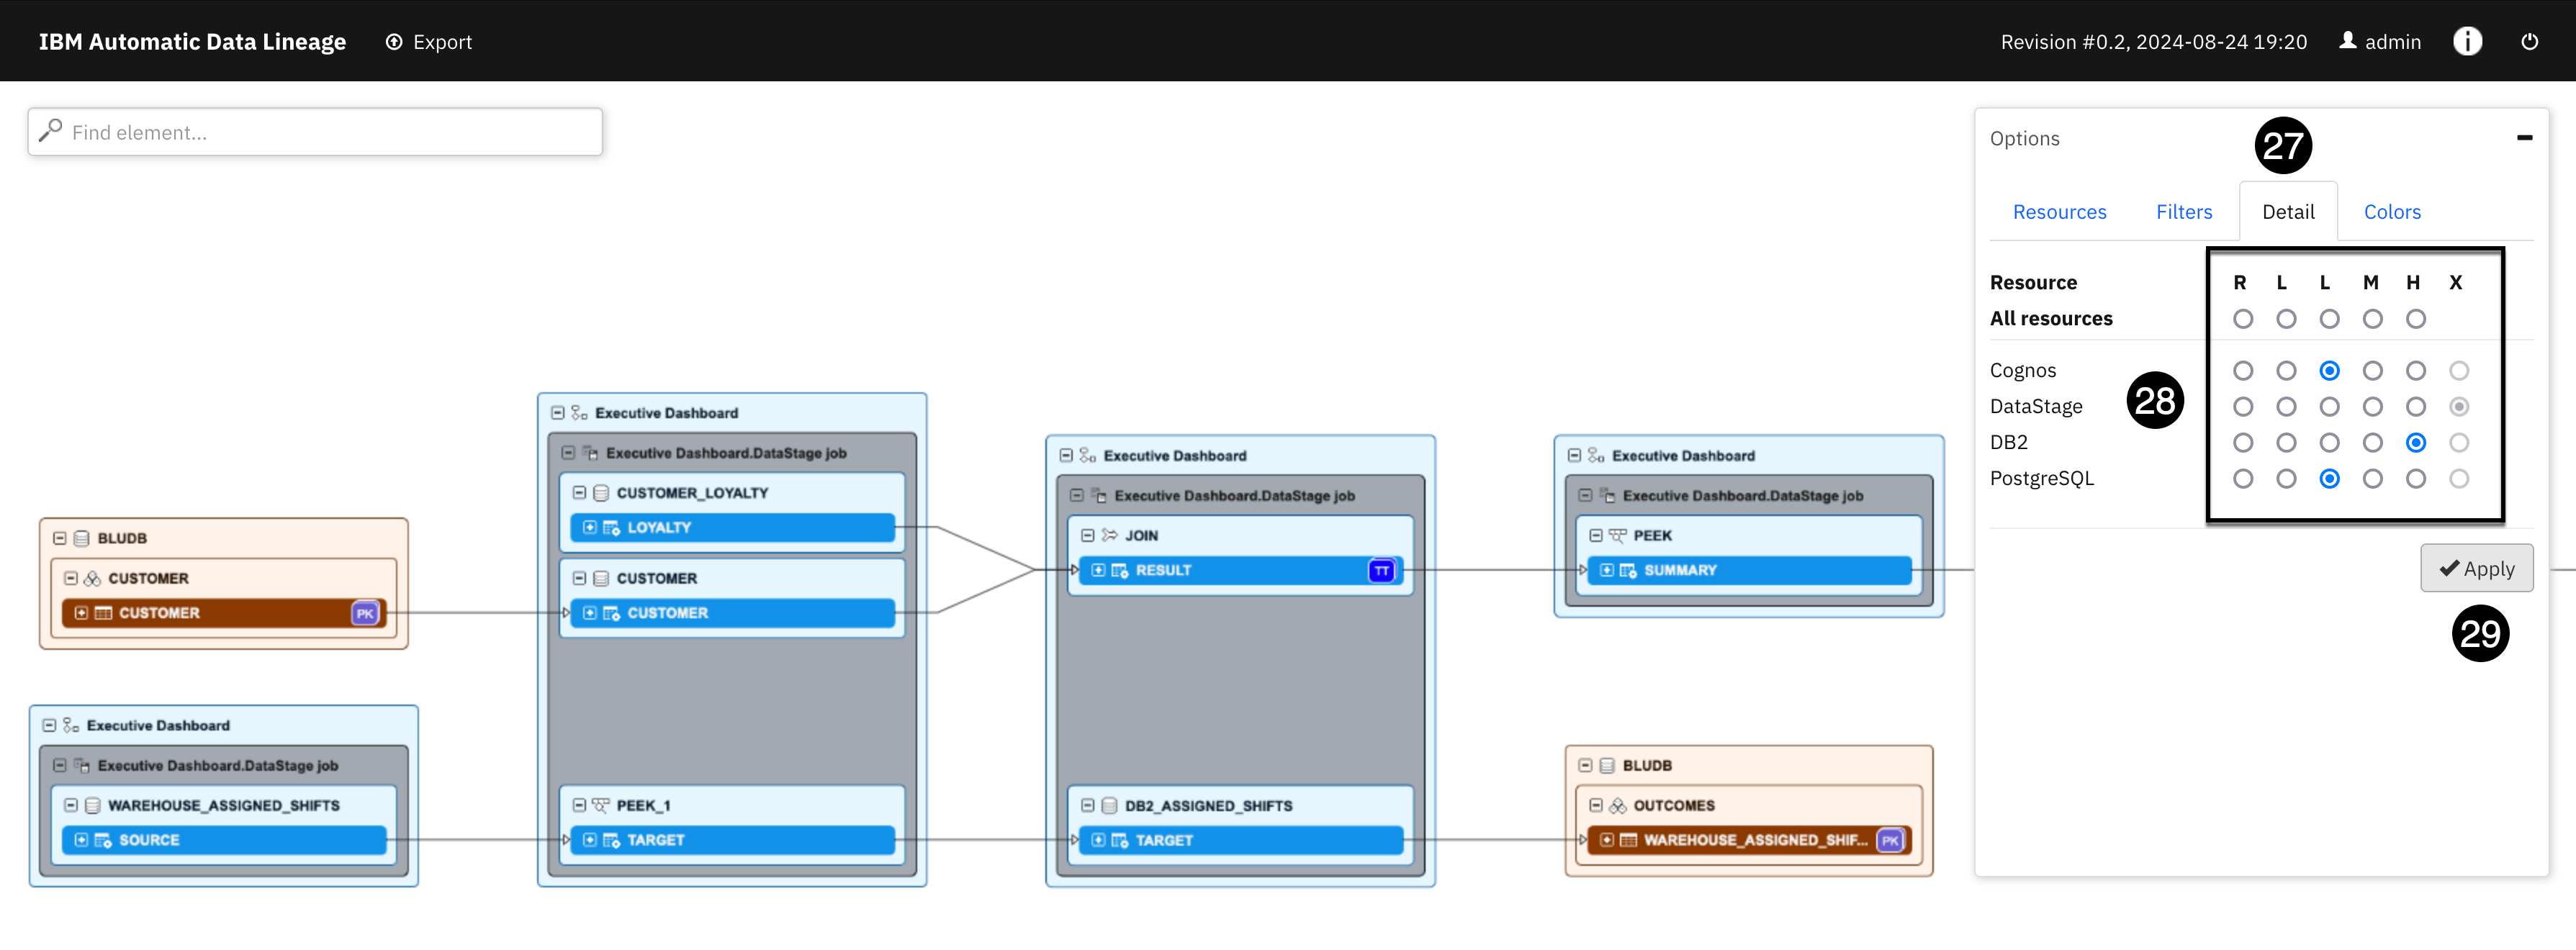 IBM Automatic Data Lineage Export Revision #0.2, 2024-08-24 19:20 admin i
Find element...
Options 27
Resources Filters Detail Colors
Resource R L L M H X
All resources
Cognos
DataStage 28
DB2
PostgreSQL
Apply
29
BLUDB
CUSTOMER
CUSTOMER PK
Executive Dashboard
Executive Dashboard.DataStage job
WAREHOUSE_ASSIGNED_SHIFTS
SOURCE
Executive Dashboard
Executive Dashboard.DataStage job
CUSTOMER_LOYALTY
LOYALTY
CUSTOMER
CUSTOMER
PEEK_1
TARGET
Executive Dashboard
Executive Dashboard.DataStage job
JOIN
RESULT TT
DB2_ASSIGNED_SHIFTS
TARGET
Executive Dashboard
Executive Dashboard.DataStage job
PEEK
SUMMARY
BLUDB
OUTCOMES
WAREHOUSE_ASSIGNED_SHIF... PK